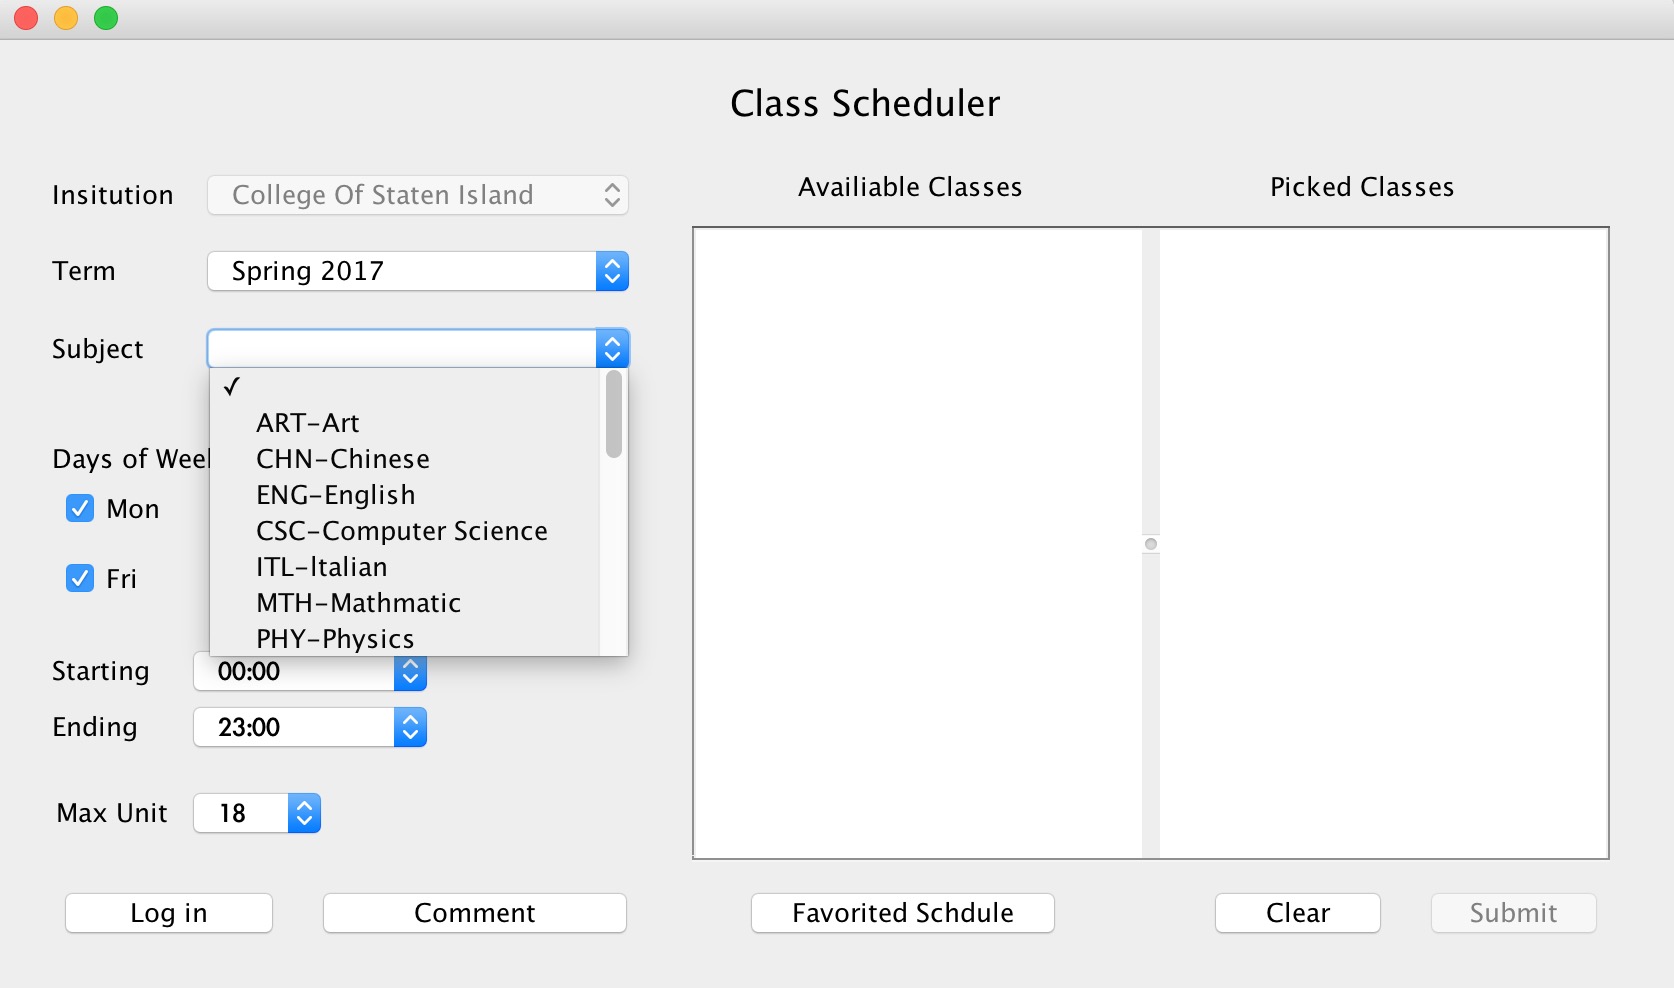 Class Scheduler
Insitution
College Of Staten Island
Term
Spring 2017
Subject
ART-Art
CHN-Chinese
ENG-English
CSC-Computer Science
ITL-Italian
MTH-Mathmatic
PHY-Physics
Days of Week
Mon
Fri
Starting
00:00
Ending
23:00
Max Unit
18
Log in
Comment
Availiable Classes
Picked Classes
Favorited Schdule
Clear
Submit